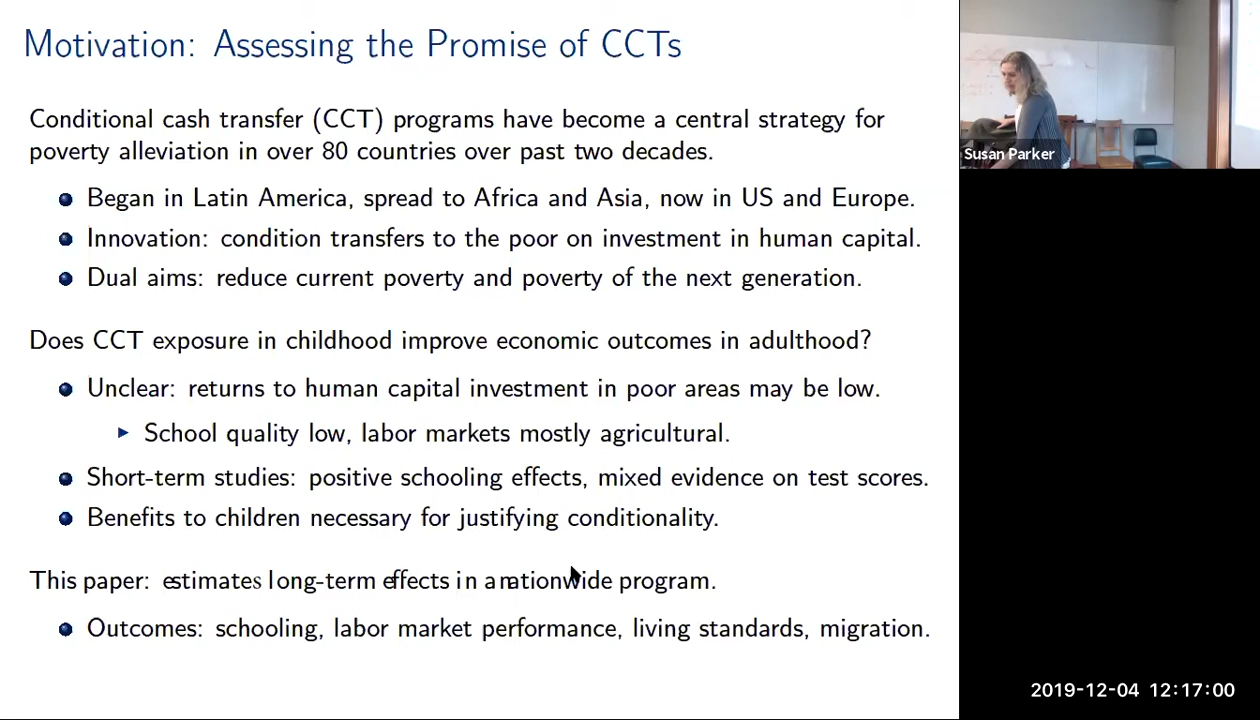 Motivation: Assessing the Promise of CCTs
Conditional cash transfer (CCT) programs have become a central strategy for
poverty alleviation in over 80 countries over past two decades.
Began in Latin America, spread to Africa and Asia, now in US and Europe.
Innovation: condition transfers to the poor on investment in human capital.
Dual aims: reduce current poverty and poverty of the next generation.
Does CCT exposure in childhood improve economic outcomes in adulthood?
Unclear: returns to human capital investment in poor areas may be low.
School quality low, labor markets mostly agricultural.
Short-term studies: positive schooling effects, mixed evidence on test scores.
Benefits to children necessary for justifying conditionality.
This paper: estimates long-term effects in a nationwide program.
Outcomes: schooling, labor market performance, living standards, migration.
Susan Parker
2019-12-04 12:17:00